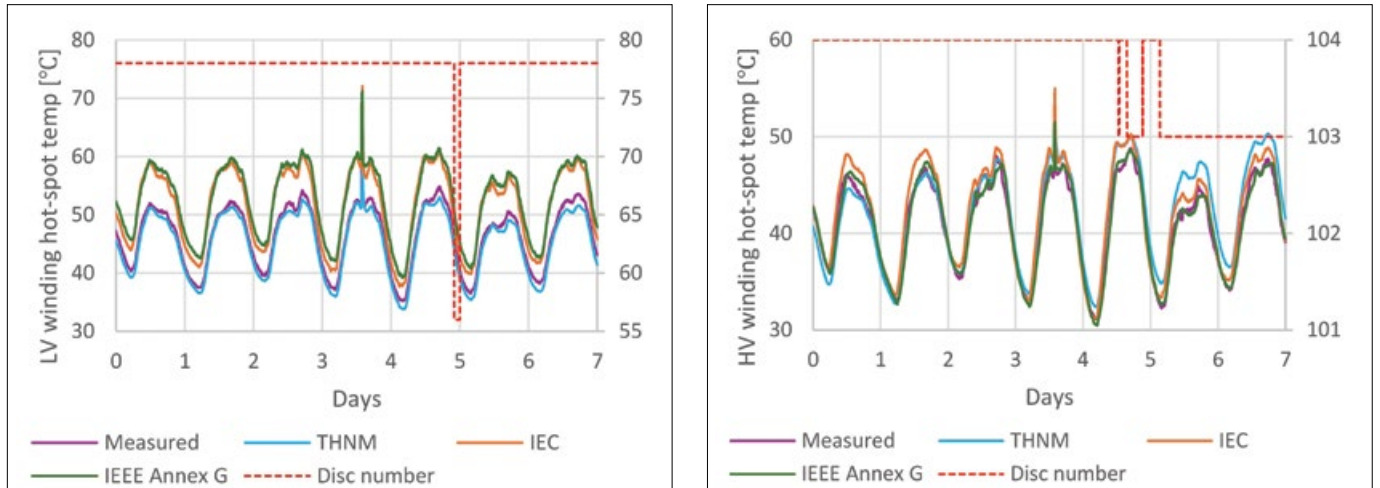 LV winding hot-spot temp [°C]
80
70
60
50
40
30
80
75
70
65
60
55
0 1 2 3 4 5 6 7
Days
Measured THNM IEC
IEEE Annex G Disc number
HV winding hot-spot temp [°C]
60
50
40
30
104
103
102
101
0 1 2 3 4 5 6 7
Days
Measured THNM IEC
IEEE Annex G Disc number